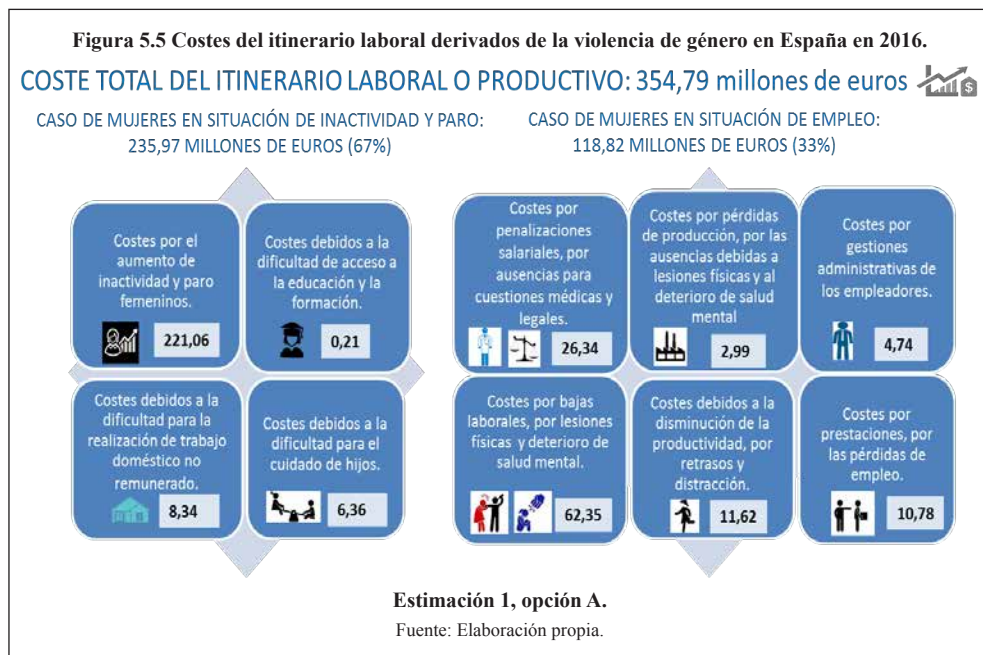 Figura 5.5 Costes del itinerario laboral derivados de la violencia de género en España en 2016.
COSTE TOTAL DEL ITINERARIO LABORAL O PRODUCTIVO: 354,79 millones de euros
CASO DE MUJERES EN SITUACIÓN DE INACTIVIDAD Y PARO:
235,97 MILLONES DE EUROS (67%)
CASO DE MUJERES EN SITUACIÓN DE EMPLEO:
118,82 MILLONES DE EUROS (33%)
Costes por el
aumento de
inactividad y paro
femeninos.
221,06
Costes debidos a la
dificultad de acceso a
la educación y la
formación.
0,21
Costes debidos a la
dificultad para la
realización de trabajo
doméstico no
remunerado.
8,34
Costes debidos a la
dificultad para el
cuidado de hijos.
6,36
Costes por
penalizaciones
salariales, por
ausencias para
cuestiones médicas y
legales.
26,34
Costes por pérdidas
de producción, por las
ausencias debidas a
lesiones físicas y al
deterioro de salud
mental
2,99
Costes por
gestiones
administrativas de
los empleadores.
4,74
Costes por bajas
laborales, por lesiones
físicas y deterioro de
salud mental.
62,35
Costes debidos a la
disminución de la
productividad, por
retrasos y
distracción.
11,62
Costes por
prestaciones, por
las pérdidas de
empleo.
10,78
Estimación 1, opción A.
Fuente: Elaboración propia.